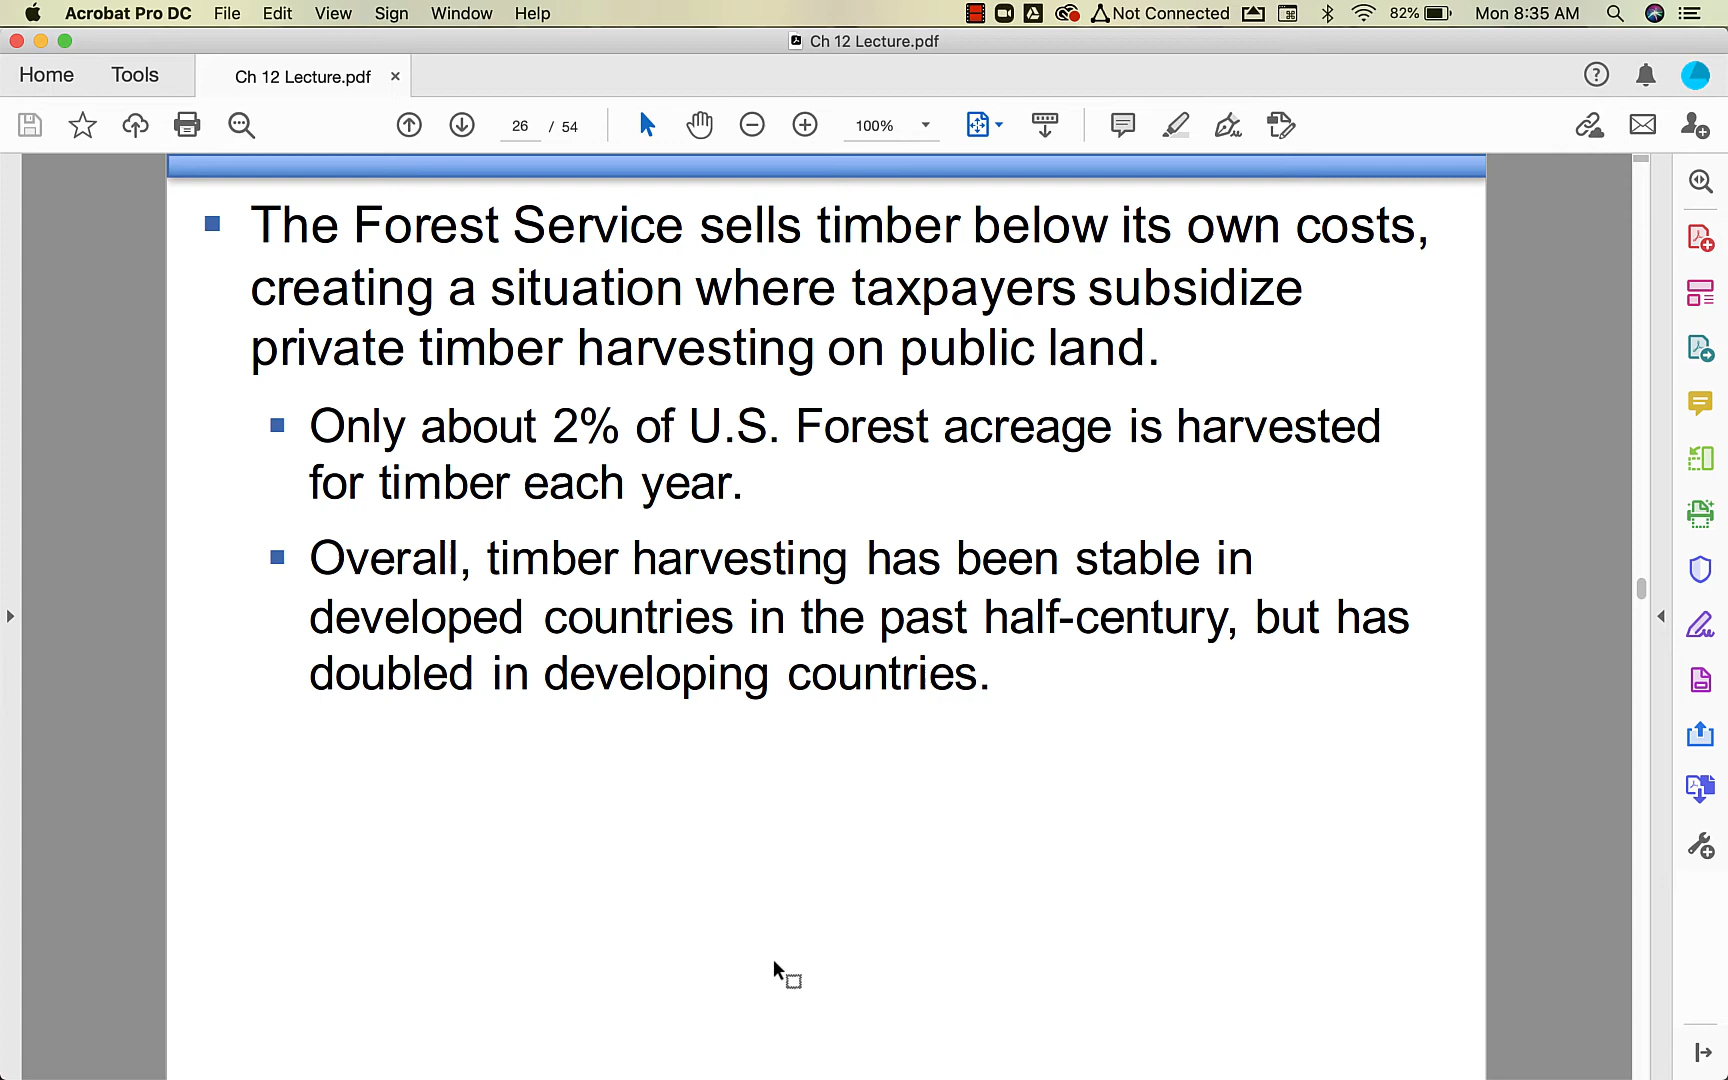 Acrobat Pro DC File Edit View Sign Window Help Not Connected 82% Mon 8:35 AM
Ch 12 Lecture.pdf
Home Tools Ch 12 Lecture.pdf ×
26 / 54 100%
The Forest Service sells timber below its own costs,
creating a situation where taxpayers subsidize
private timber harvesting on public land.
Only about 2% of U.S. Forest acreage is harvested
for timber each year.
Overall, timber harvesting has been stable in
developed countries in the past half-century, but has
doubled in developing countries.